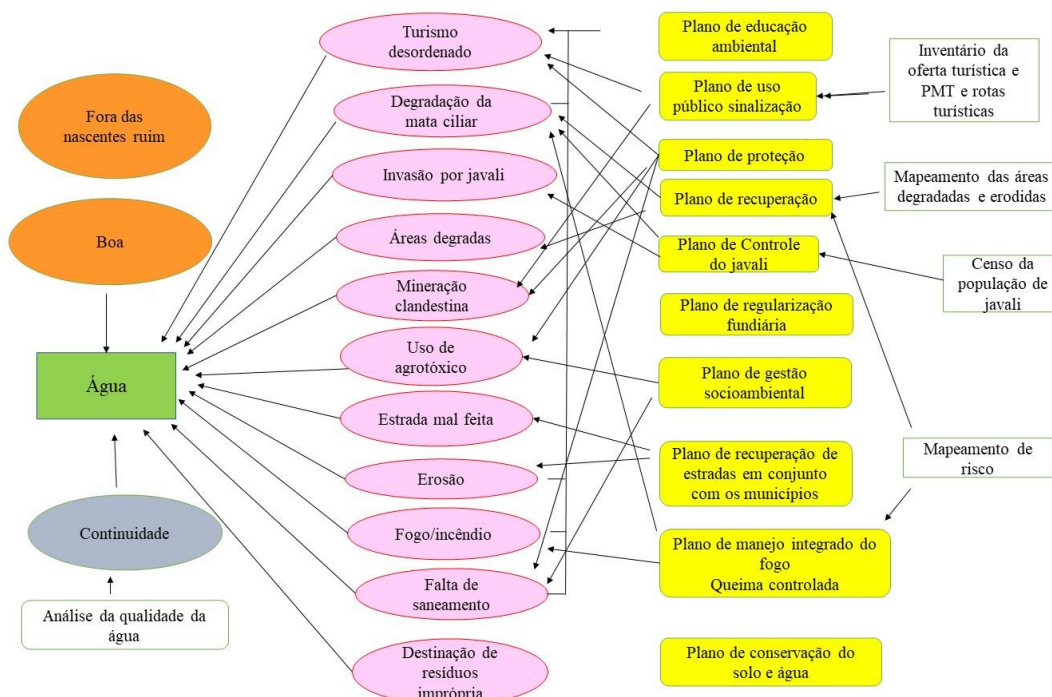 Fora das
nascentes ruim
Boa
Água
Continuidade
Análise da qualidade da
água
Turismo
desordenado
Degradação da
mata ciliar
Invasão por javali
Áreas degradas
Mineração
clandestina
Uso de
agrotóxico
Estrada mal feita
Erosão
Fogo/incêndio
Falta de
saneamento
Destinação de
resíduos
imprópria
Plano de educação
ambiental
Plano de uso
público sinalização
Plano de proteção
Plano de recuperação
Plano de Controle
do javali
Plano de regularização
fundiária
Plano de gestão
socioambiental
Plano de recuperação de
estradas em conjunto
com os municípios
Plano de manejo integrado do
fogo
Queima controlada
Plano de conservação do
solo e água
Inventário da
oferta turística e
PMT e rotas
turísticas
Mapeamento das áreas
degradadas e erodidas
Censo da
população de
javali
Mapeamento de
risco